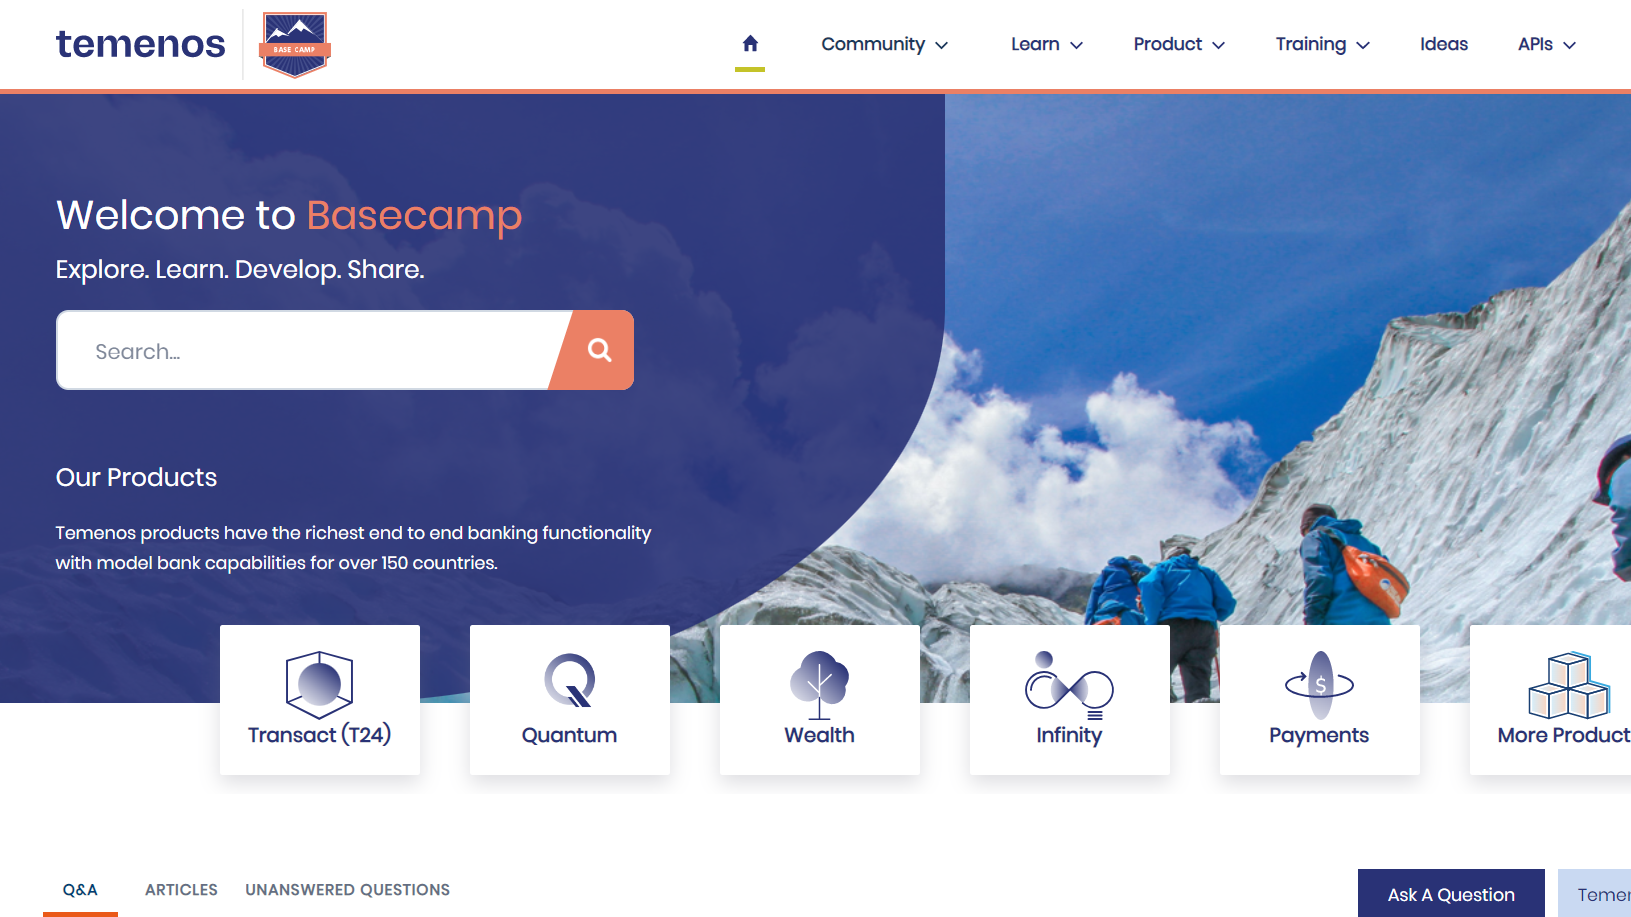 temenos
BASE CAMP
Community
Learn
Product
Training
Ideas
APIs
Welcome to Basecamp
Explore. Learn. Develop. Share.
Search...
Our Products
Temenos products have the richest end to end banking functionality
with model bank capabilities for over 150 countries.
Transact (T24)
Quantum
Wealth
Infinity
$
Payments
More Product
Q&A
ARTICLES
UNANSWERED QUESTIONS
Ask A Question